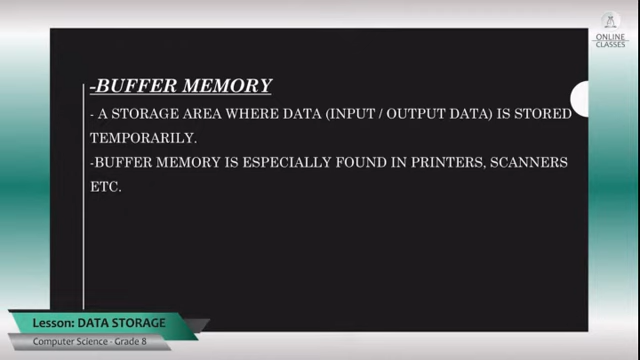 ONLINE
CLASSES
-BUFFER MEMORY
- A STORAGE AREA WHERE DATA (INPUT / OUTPUT DATA) IS STORED
TEMPORARILY.
-BUFFER MEMORY IS ESPECIALLY FOUND IN PRINTERS, SCANNERS
ETC.
Lesson: DATA STORAGE
Computer Science - Grade 8